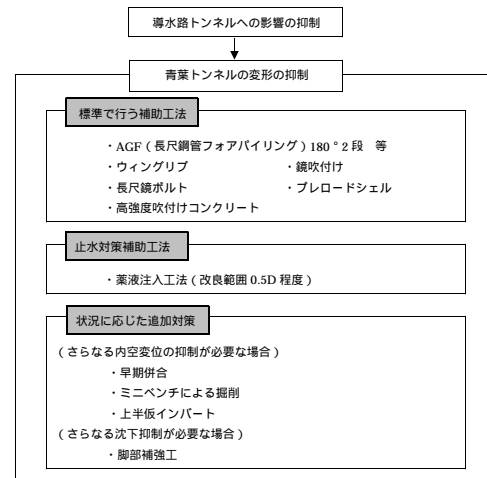 導水路トンネルへの影響の抑制
青葉トンネルの変形の抑制
標準で行う補助工法
・AGF（長尺鋼管フォアパイリング）180°2段　等
・ウィングリブ　　・鏡吹付け
・長尺鏡ボルト　　・プレロードシェル
・高強度吹付けコンクリート
止水対策補助工法
・薬液注入工法（改良範囲 0.5D 程度）
状況に応じた追加対策
（さらなる内空変位の抑制が必要な場合）
・早期併合
・ミニベンチによる掘削
・上半仮インバート
（さらなる沈下抑制が必要な場合）
・脚部補強工